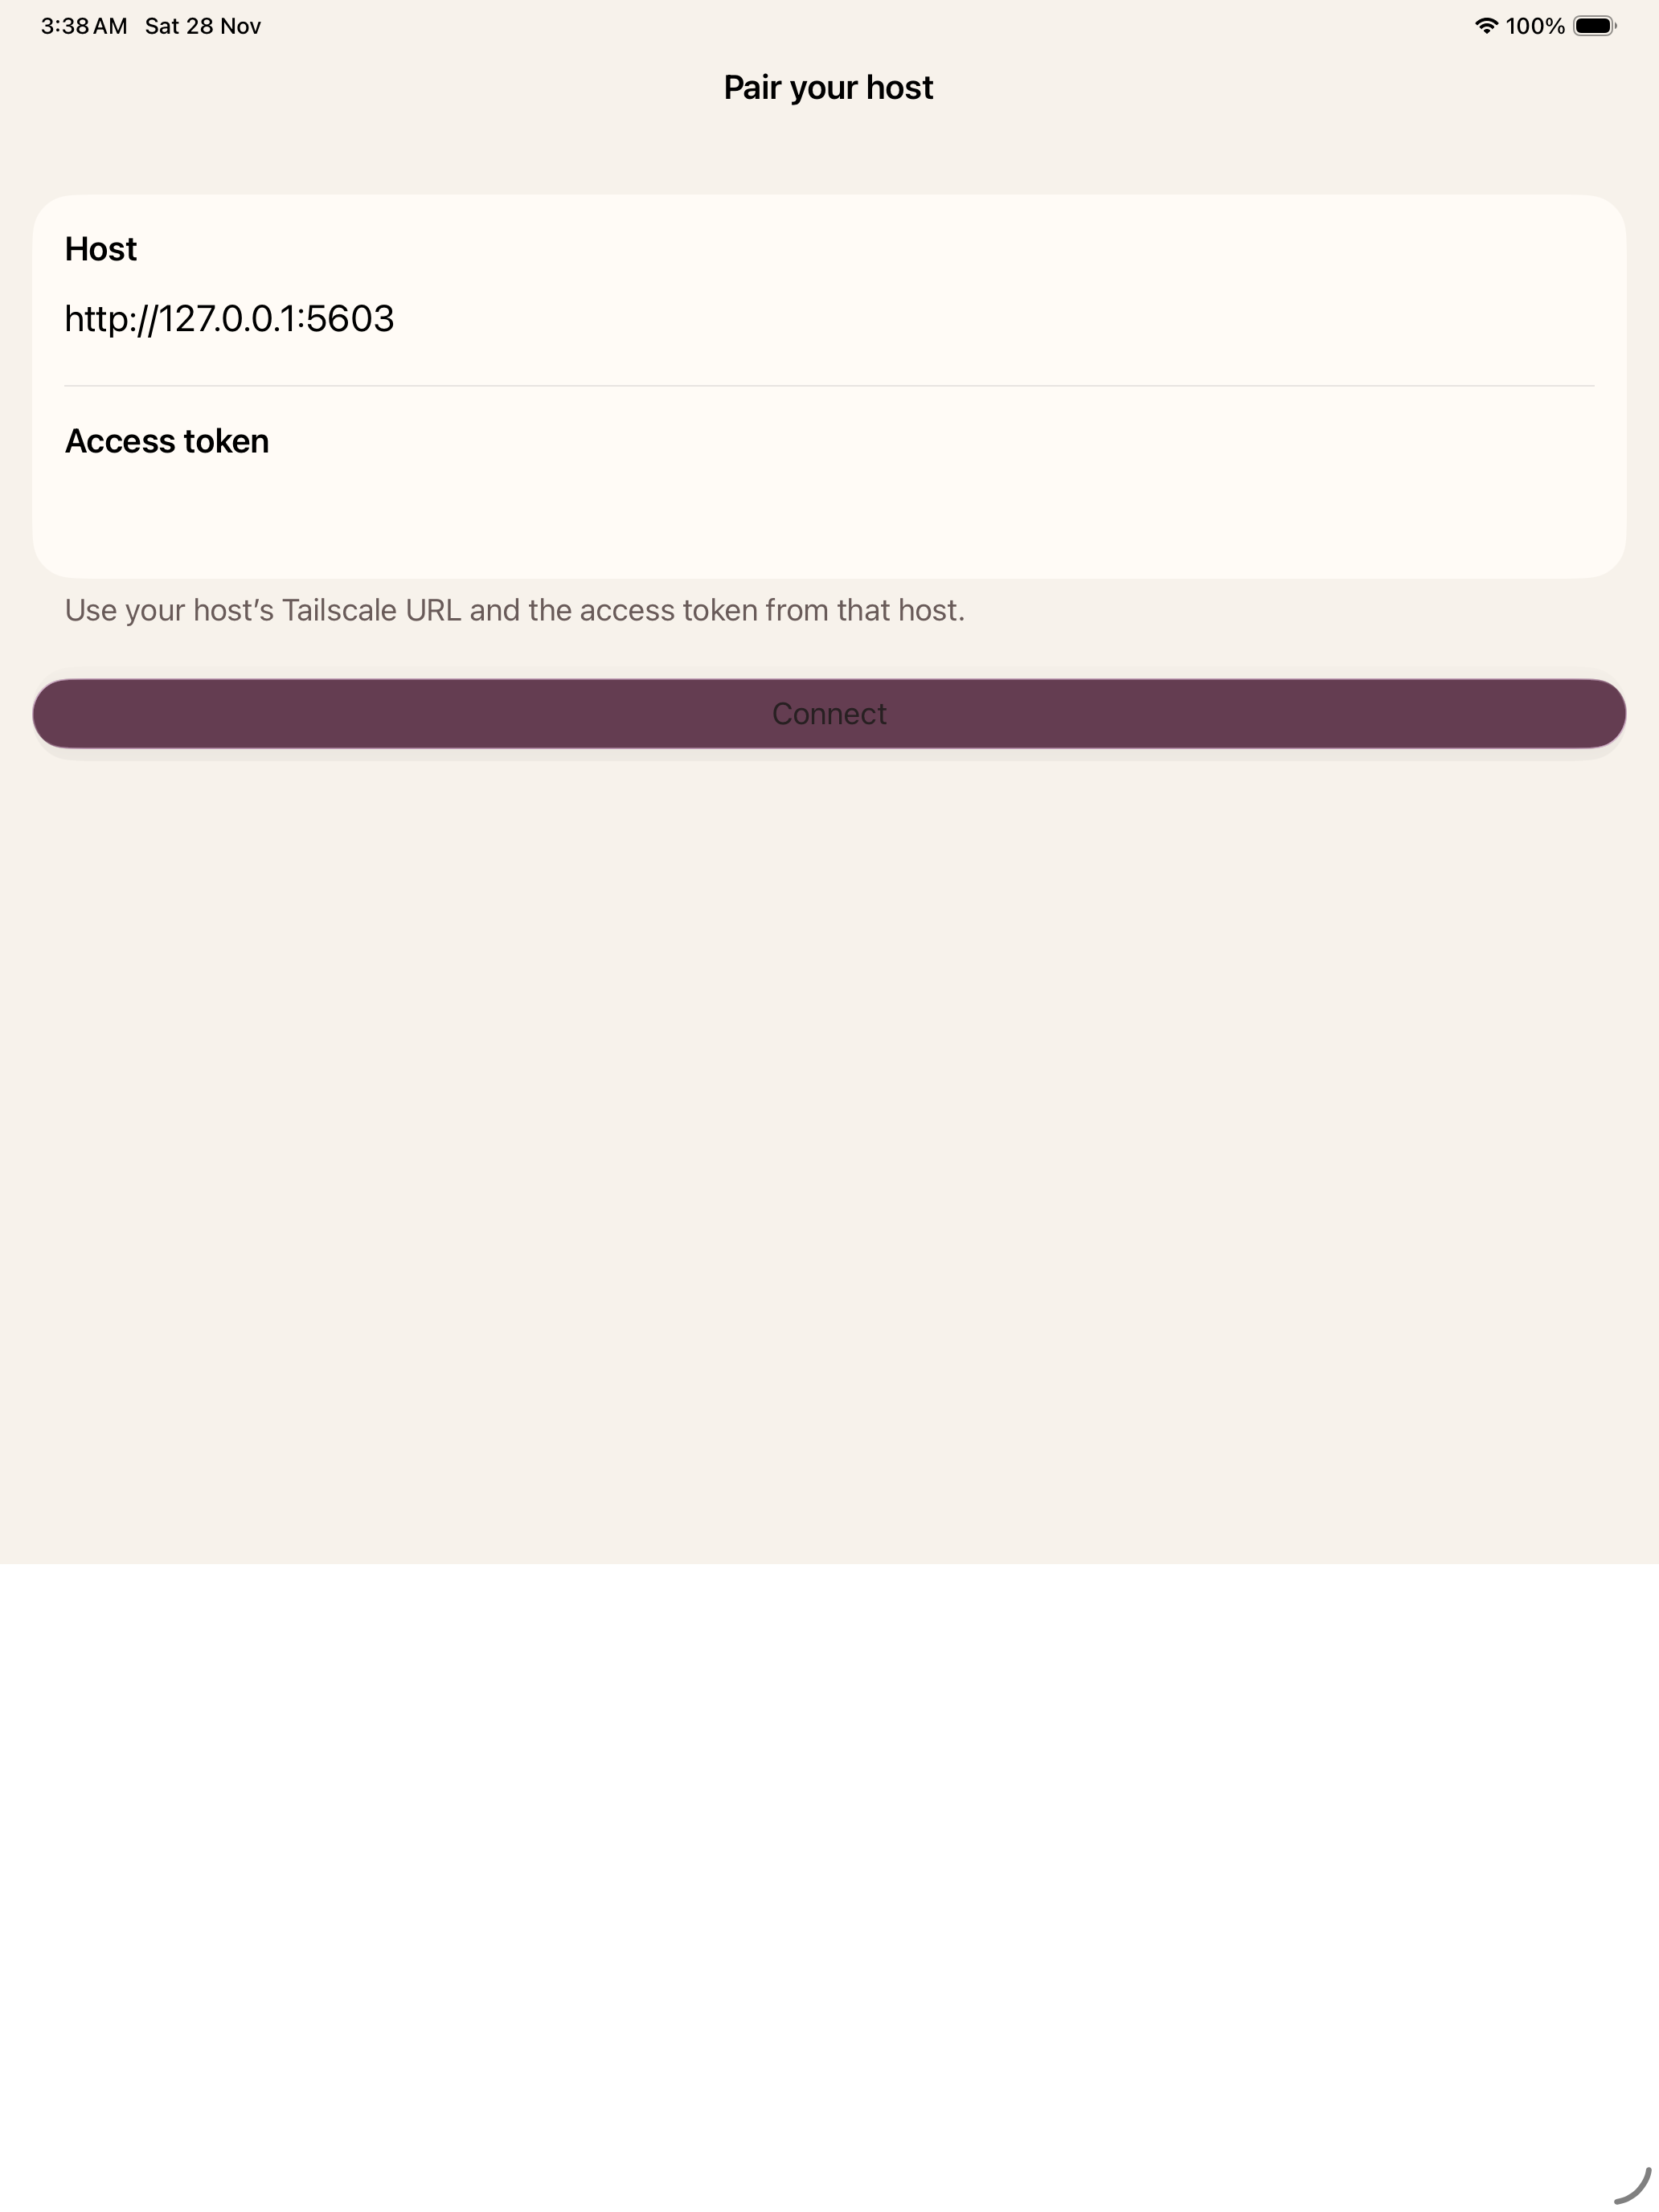 3:38 AM Sat 28 Nov 100%
Pair your host
Host
http://127.0.0.1:5603
Access token
Use your host’s Tailscale URL and the access token from that host.
Connect